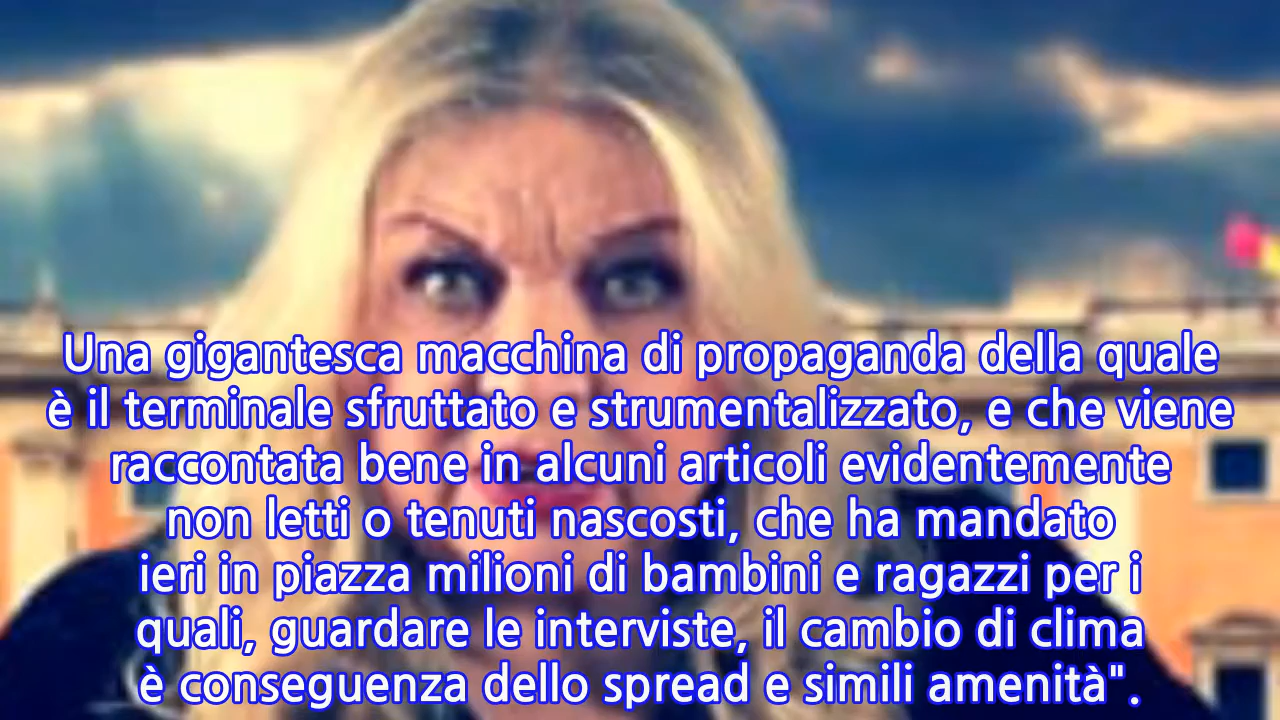 Una gigantesca macchina di propaganda della quale
è il terminale sfruttato e strumentalizzato, e che viene
raccontata bene in alcuni articoli evidentemente
non letti o tenuti nascosti, che ha mandato
ieri in piazza milioni di bambini e ragazzi per i
quali, guardare le interviste, il cambio di clima
è conseguenza dello spread e simili amenità".